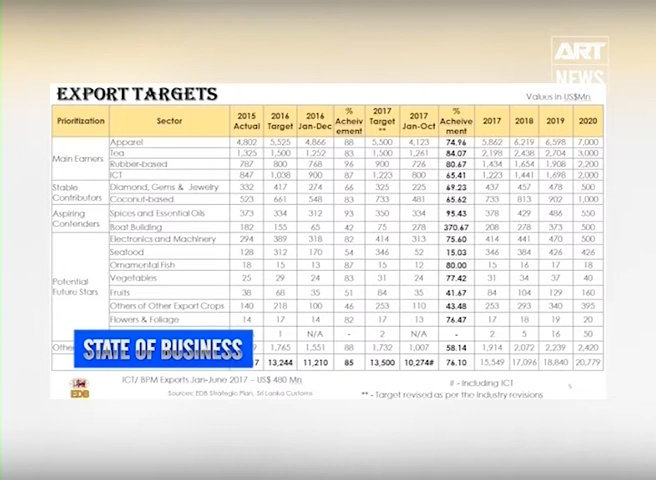 ART
NEWS
EXPORT TARGETS
Values in US$Mn
Prioritization Sector 2015 Actual 2016 Target 2016 Jan-Dec % Acheiv ement 2017 Target ** 2017 Jan-Oct % Acheive ment 2017 2018 2019 2020
Main Earners
Apparel 4,802 5,525 4,866 88 5,500 4,123 74.96 5,862 6,219 6,598 7,000
Tea 1,325 1,500 1,252 83 1,500 1,261 84.07 2,198 2,438 2,704 3,000
Rubber-based 787 800 768 96 900 726 80.67 1,434 1,654 1,908 2,200
ICT 847 1,038 900 87 1,223 800 65.41 1,223 1,441 1,698 2,000
Stable Contributors
Diamond, Gems & Jewelry 332 417 274 66 325 225 69.23 437 457 478 500
Coconut-based 523 661 548 83 733 481 65.62 733 813 902 1,000
Aspiring Contenders
Spices and Essential Oils 373 334 312 93 350 334 95.43 378 429 486 550
Boat Building 182 155 65 42 75 278 370.67 208 278 373 500
Potential Future Stars
Electronics and Machinery 294 389 318 82 414 313 75.60 414 441 470 500
Seafood 128 312 170 54 346 52 15.03 346 384 426 426
Ornamental Fish 18 15 13 87 15 12 80.00 15 16 17 18
Vegetables 25 29 24 83 31 24 77.42 31 34 37 40
Fruits 38 68 35 51 84 35 41.67 84 104 129 160
Others of Other Export Crops 140 218 100 46 253 110 43.48 253 293 340 395
Flowers & Foliage 14 17 14 82 17 13 76.47 17 18 19 20
1 N/A - 2 N/A - 2 5 16 50
1,765 1,551 88 1,732 1,007 58.14 1,914 2,072 2,239 2,420
13,244 11,210 85 13,500 10,274# 76.10 15,549 17,096 18,840 20,779
STATE OF BUSINESS
ICT/ BPM Exports Jan-June 2017 – US$ 480 Mn
# - Including ICT
Sources: EDB Strategic Plan, Sri Lanka Customs
** - Target revised as per the Industry revisions
EDB